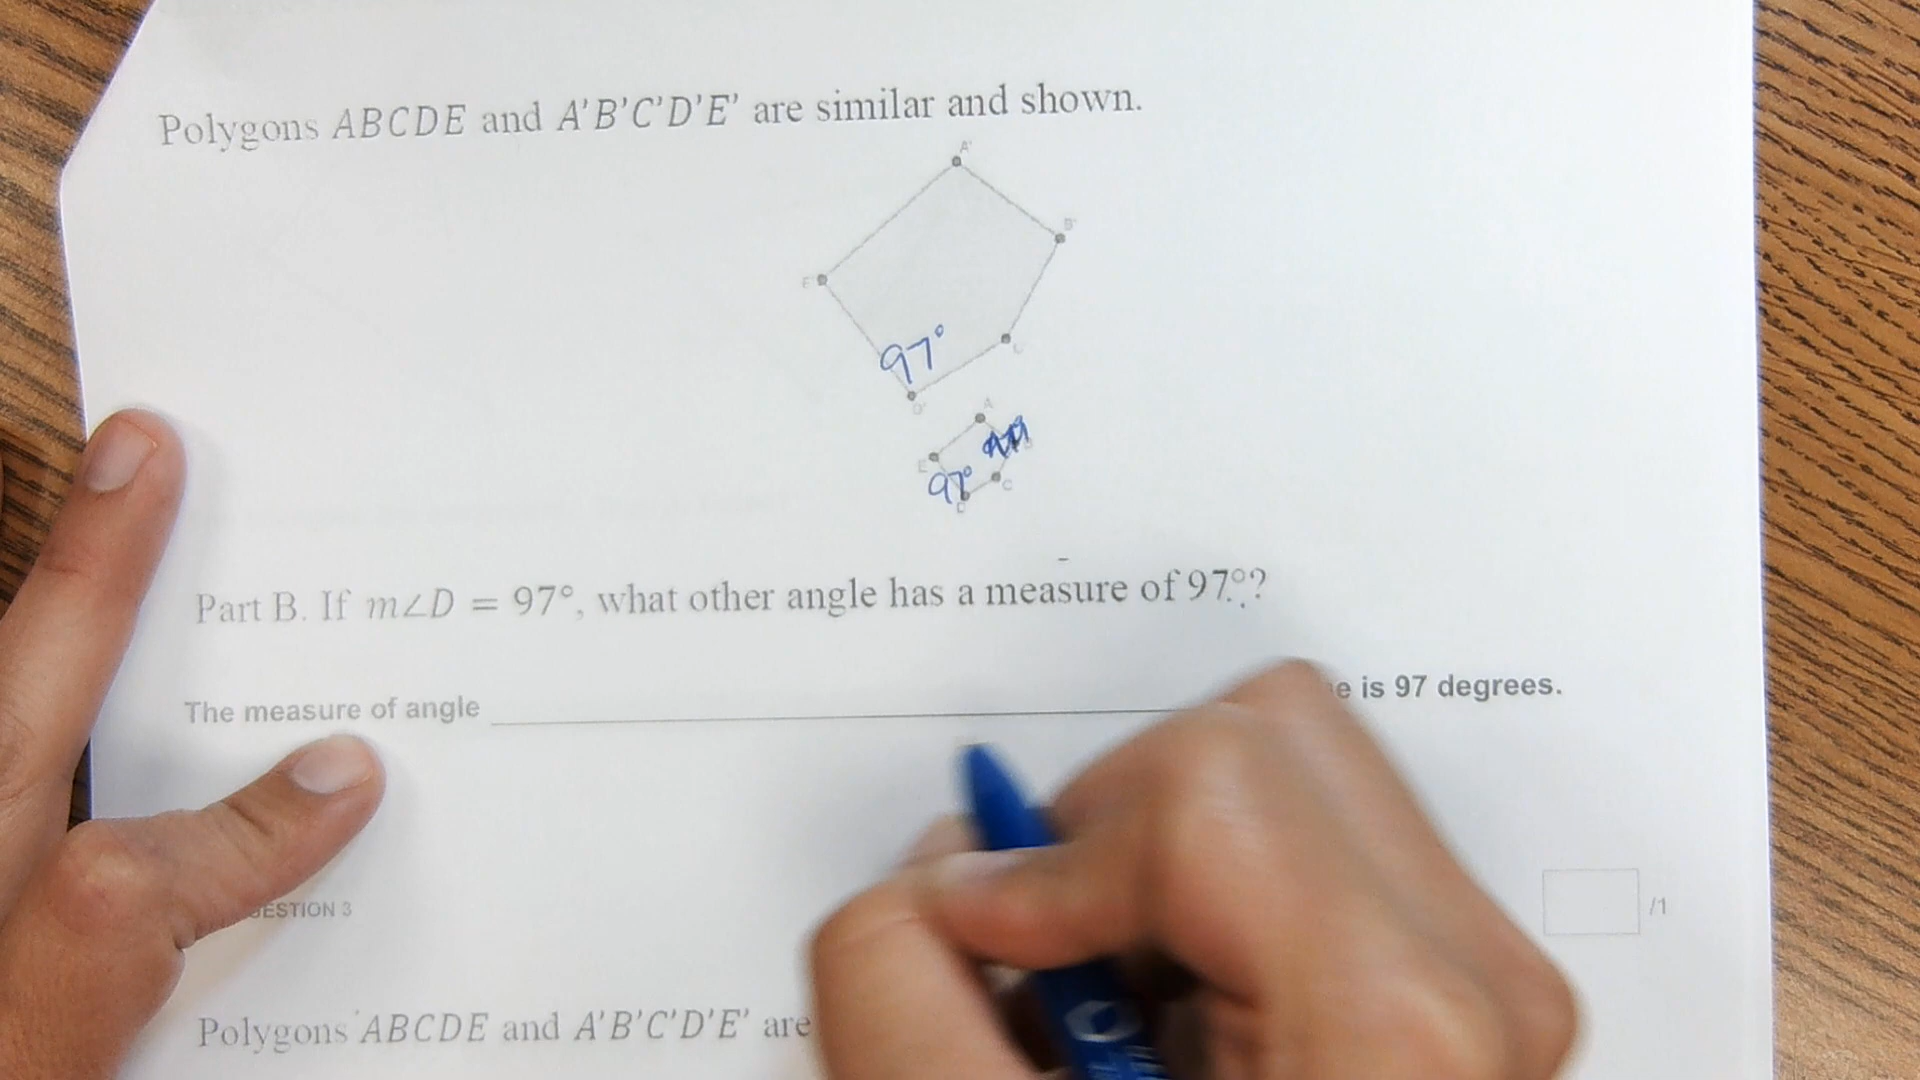 Polygons ABCDE and A'B'C'D'E' are similar and shown.
A'
B'
E'
97°
C'
D'
A
E
97°
C
D
Part B. If m∠D = 97°, what other angle has a measure of 97°?
The measure of angle e is 97 degrees.
ESTION 3
/1
Polygons ABCDE and A'B'C'D'E' are